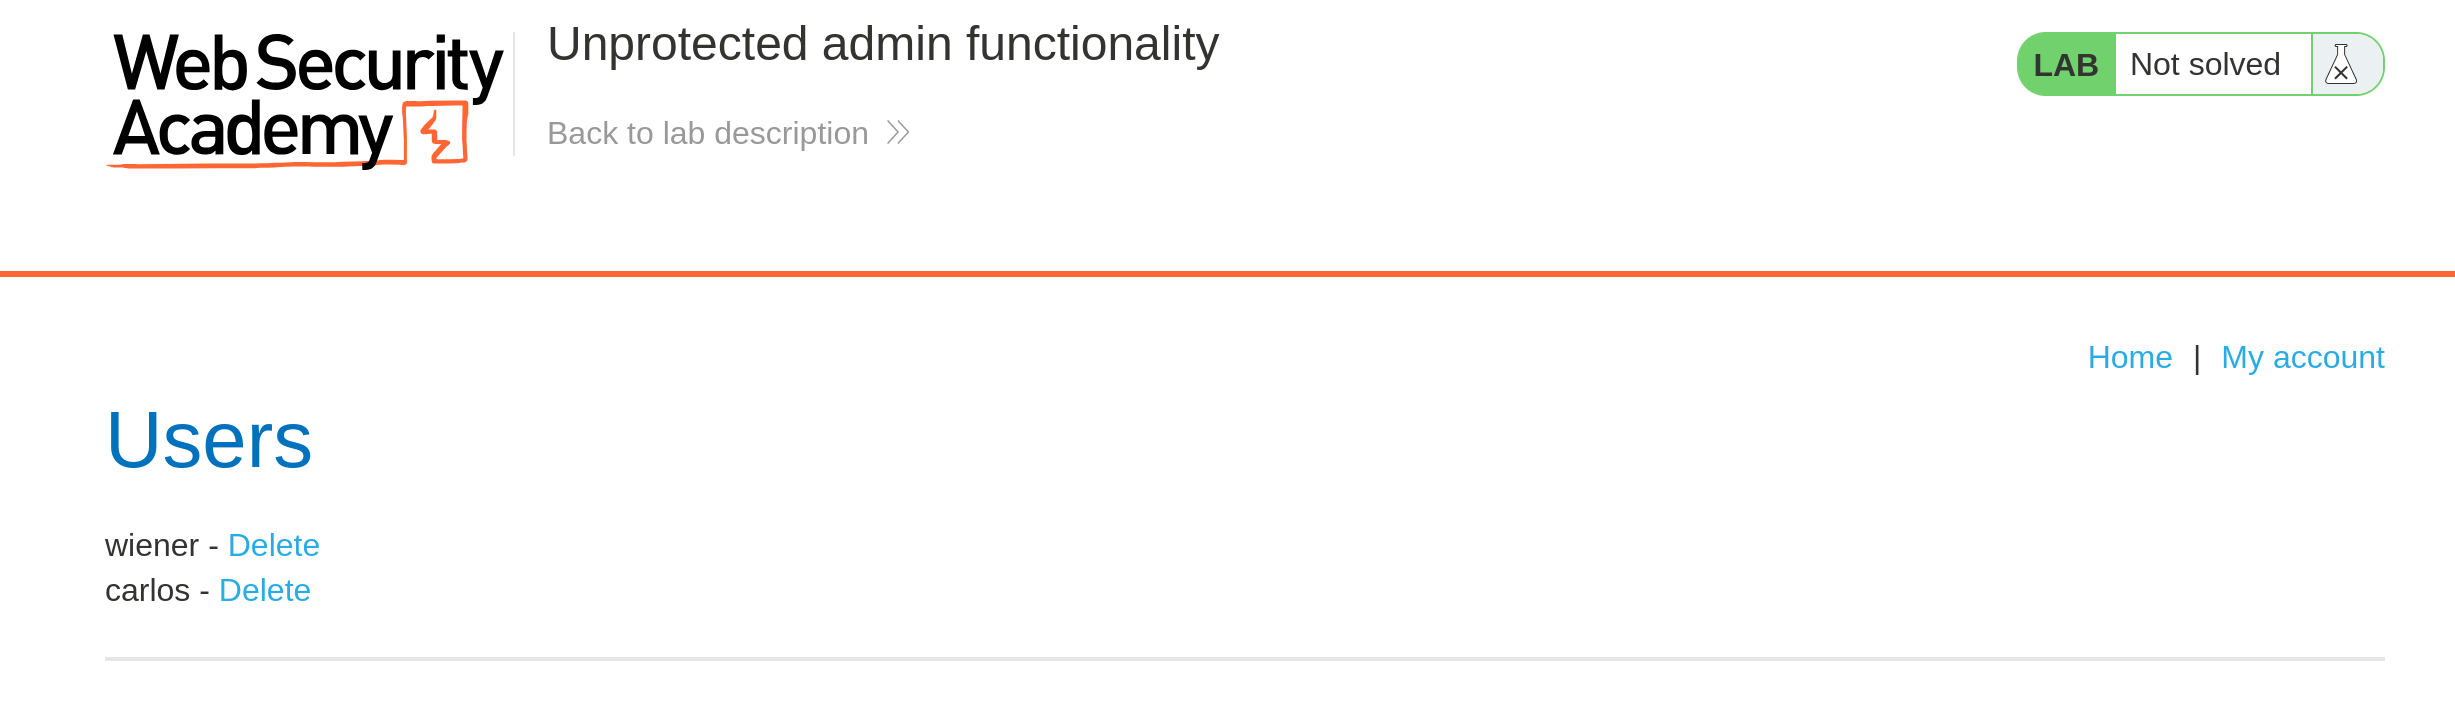 Web Security
Academy
Unprotected admin functionality
Back to lab description
LAB Not solved
Home | My account
Users
wiener - Delete
carlos - Delete